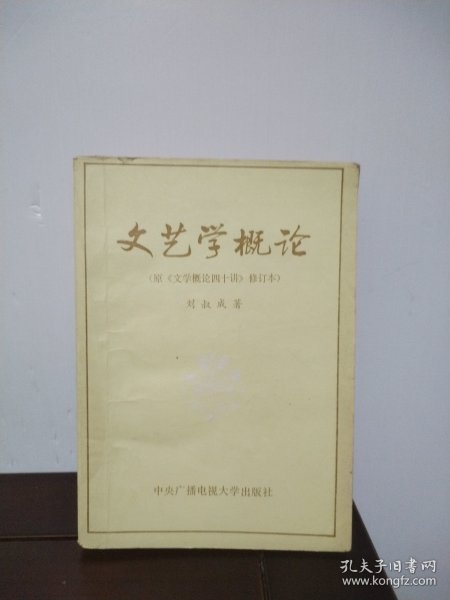 文艺学概论
(原《文学概论四十讲》修订本)
刘叔成著
中央广播电视大学出版社
孔夫子旧书网
www.kongfz.com